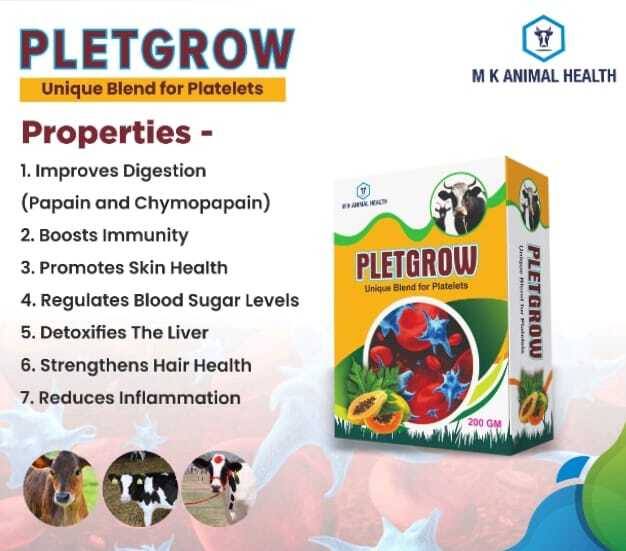 PLETGROW
Unique Blend for Platelets
M K ANIMAL HEALTH
Properties -
1. Improves Digestion
(Papain and Chymopapain)
2. Boosts Immunity
3. Promotes Skin Health
4. Regulates Blood Sugar Levels
5. Detoxifies The Liver
6. Strengthens Hair Health
7. Reduces Inflammation
M K ANIMAL HEALTH
PLETGROW
Unique Blend for Platelets
200 GM
PLETGROW
Unique Blend for Platelets